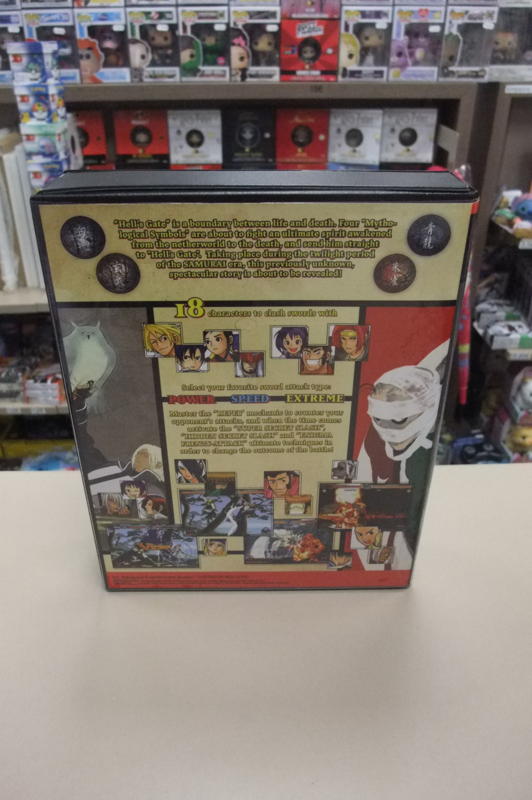 "Hell's Gate" is a boundary between life and death. Four "Mytho-
logical Symbols" are about to fight an ultimate spirit awakened
from the netherworld to the death, and send him straight
to "Hell's Gate". Taking place during the twilight period
of the SAMURAI era, this previously unknown,
spectacular story is about to be revealed!
18 characters to clash swords with
Select your favorite sword attack type:
POWER SPEED EXTREME
Master the "REPEL" mechanic to counter your
opponent's attacks, and when the time comes
activate the "SUPER SECRET SLASH",
"HIDDEN SECRET SLASH" and
ultimate techniques in
order to change the outcome of the battle!